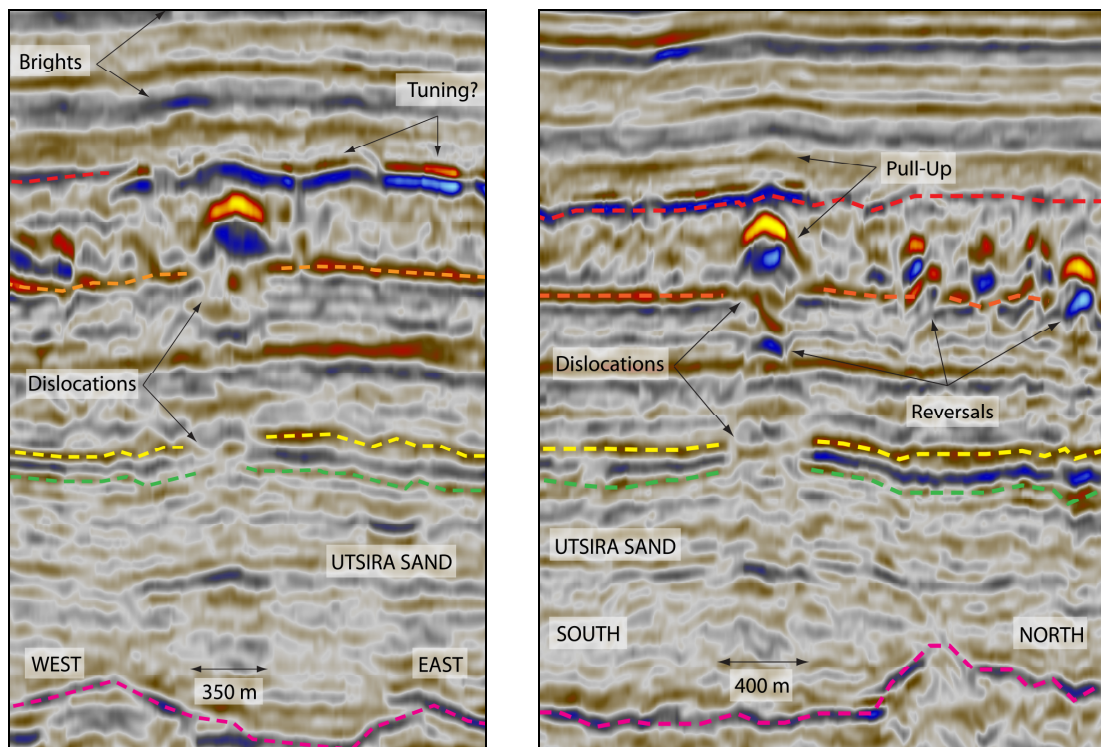 Brights
Tuning?
Dislocations
UTSIRA SAND
WEST
EAST
350 m
Pull-Up
Dislocations
Reversals
UTSIRA SAND
SOUTH
NORTH
400 m